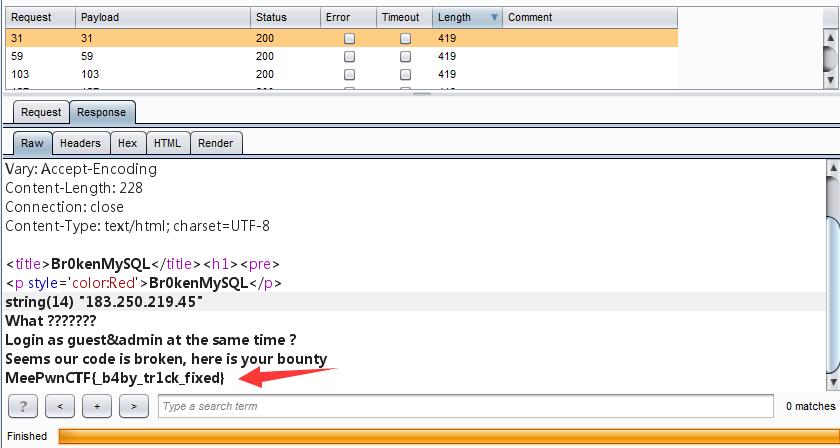 Request Payload Status Error Timeout Length Comment
31 31 200 419
59 59 200 419
103 103 200 419
Request Response
Raw Headers Hex HTML Render
Vary: Accept-Encoding
Content-Length: 228
Connection: close
Content-Type: text/html; charset=UTF-8
<title>Br0kenMySQL</title><h1><pre>
<p style='color:Red'>Br0kenMySQL</p>
string(14) "183.250.219.45"
What ???????
Login as guest&admin at the same time ?
Seems our code is broken, here is your bounty
MeePwnCTF{_b4by_tr1ck_fixed}
? < + > Type a search term 0 matches
Finished